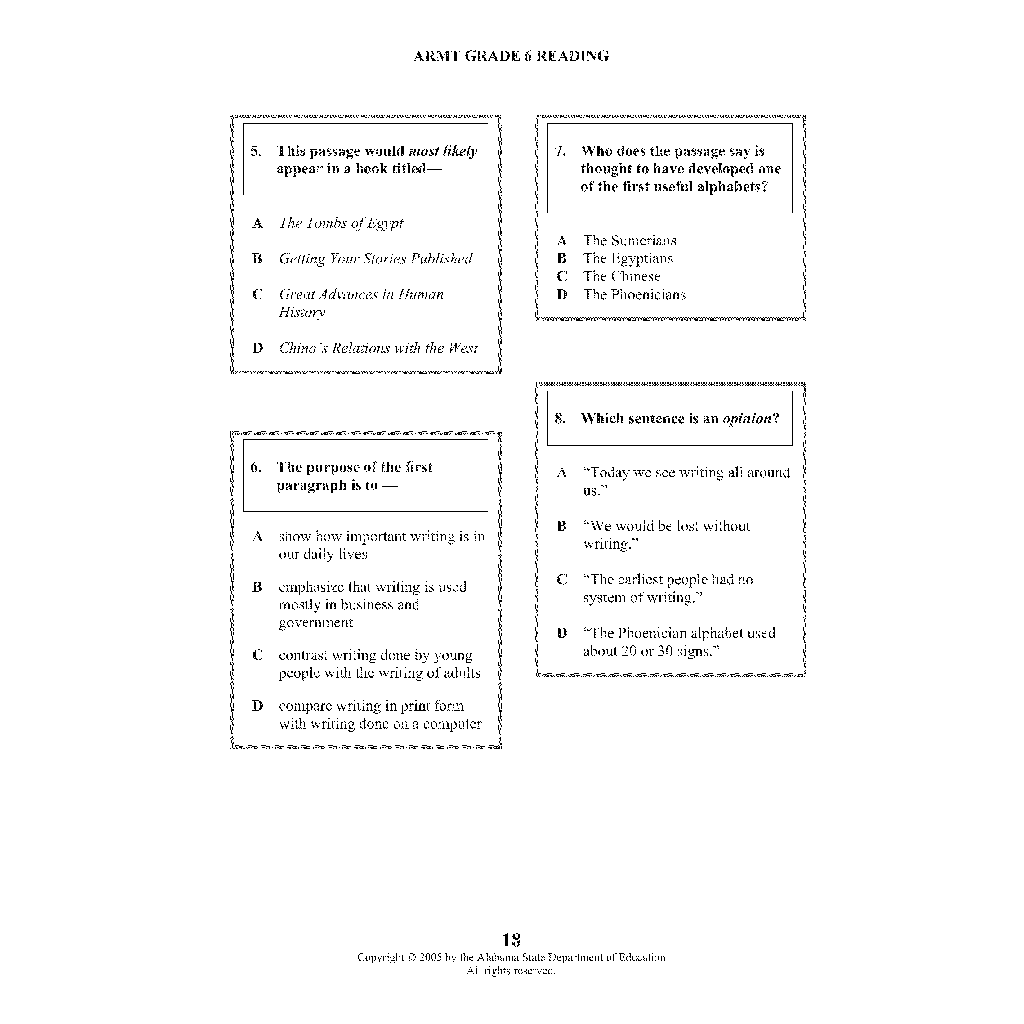 ARMT GRADE 6 READING
5. This passage would most likely
appear in a book titled—
A The Tombs of Egypt
B Getting Your Stories Published
C Great Advances in Human
History
D China's Relations with the West
6. The purpose of the first
paragraph is to —
A show how important writing is in
our daily lives
B emphasize that writing is used
mostly in business and
government
C contrast writing done by young
people with the writing of adults
D compare writing in print form
with writing done on a computer
7. Who does the passage say is
thought to have developed one
of the first useful alphabets?
A The Sumerians
B The Egyptians
C The Chinese
D The Phoenicians
8. Which sentence is an opinion?
A “Today we see writing all around
us.”
B “We would be lost without
writing.”
C “The earliest people had no
system of writing.”
D “The Phoenician alphabet used
about 20 or 30 signs.”
18
Copyright © 2005 by the Alabama State Department of Education
All rights reserved.